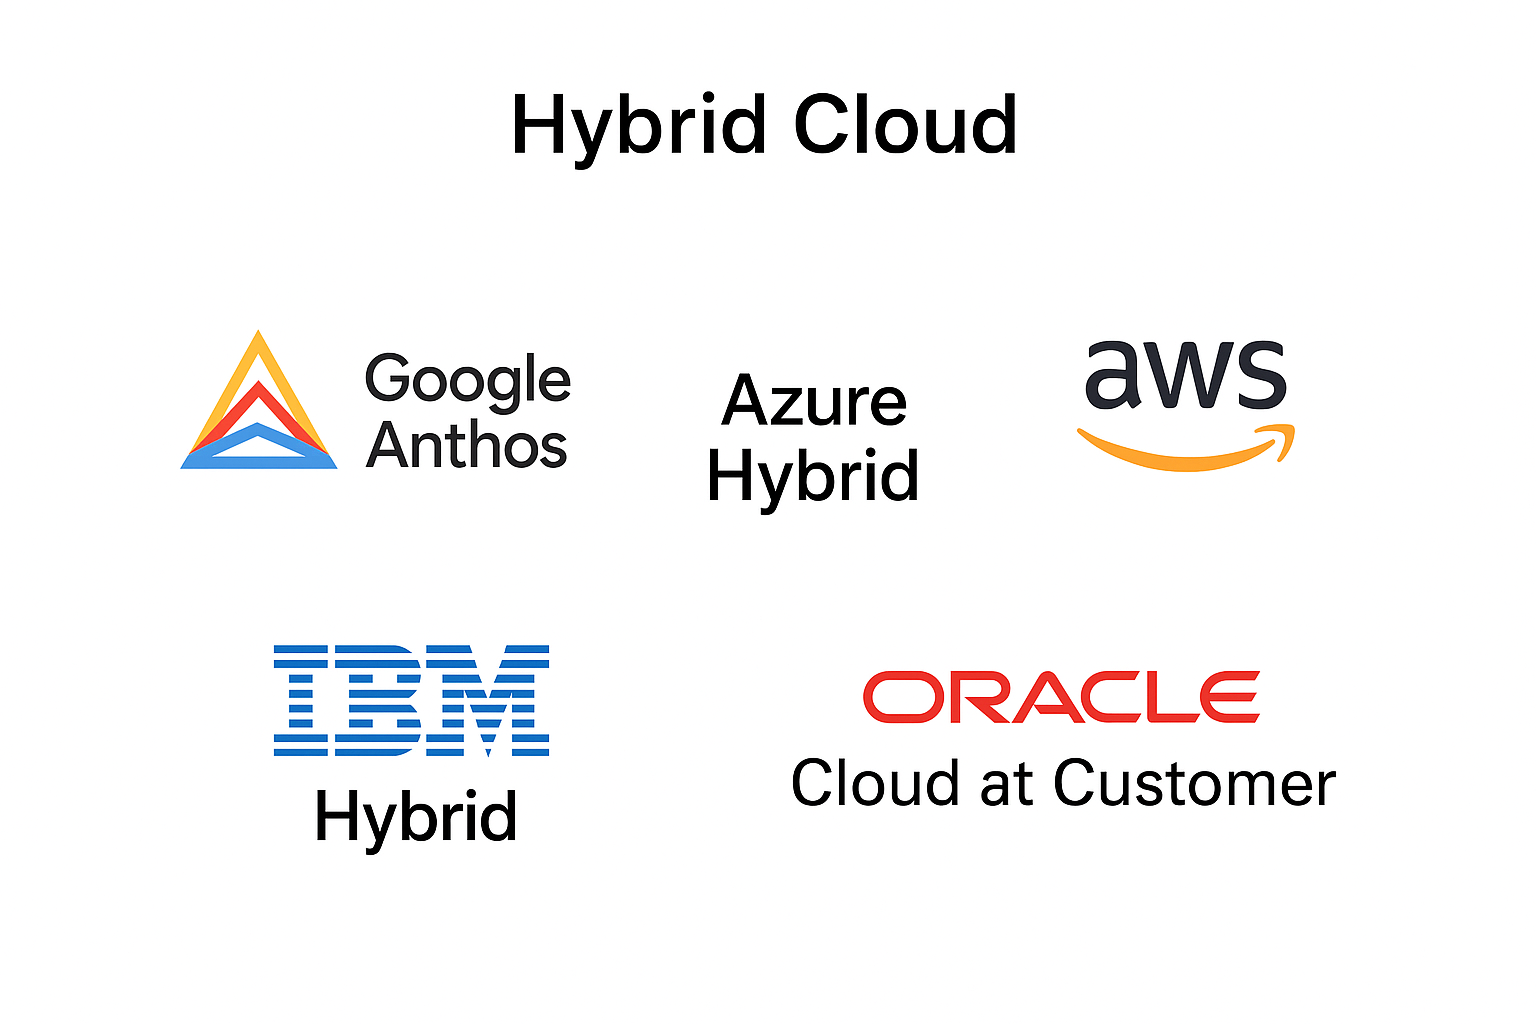 Hybrid Cloud
Google
Anthos
Azure
Hybrid
aws
IBM
Hybrid
ORACLE
Cloud at Customer